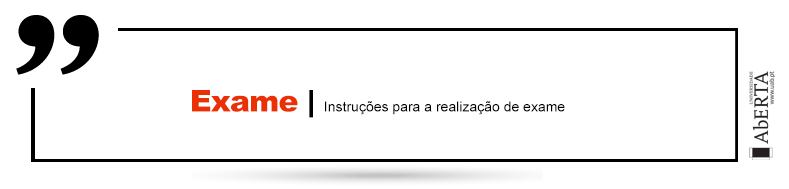 Exame | Instruções para a realização de exame
UNIVERSIDADE
AbERTA
www.uab.pt